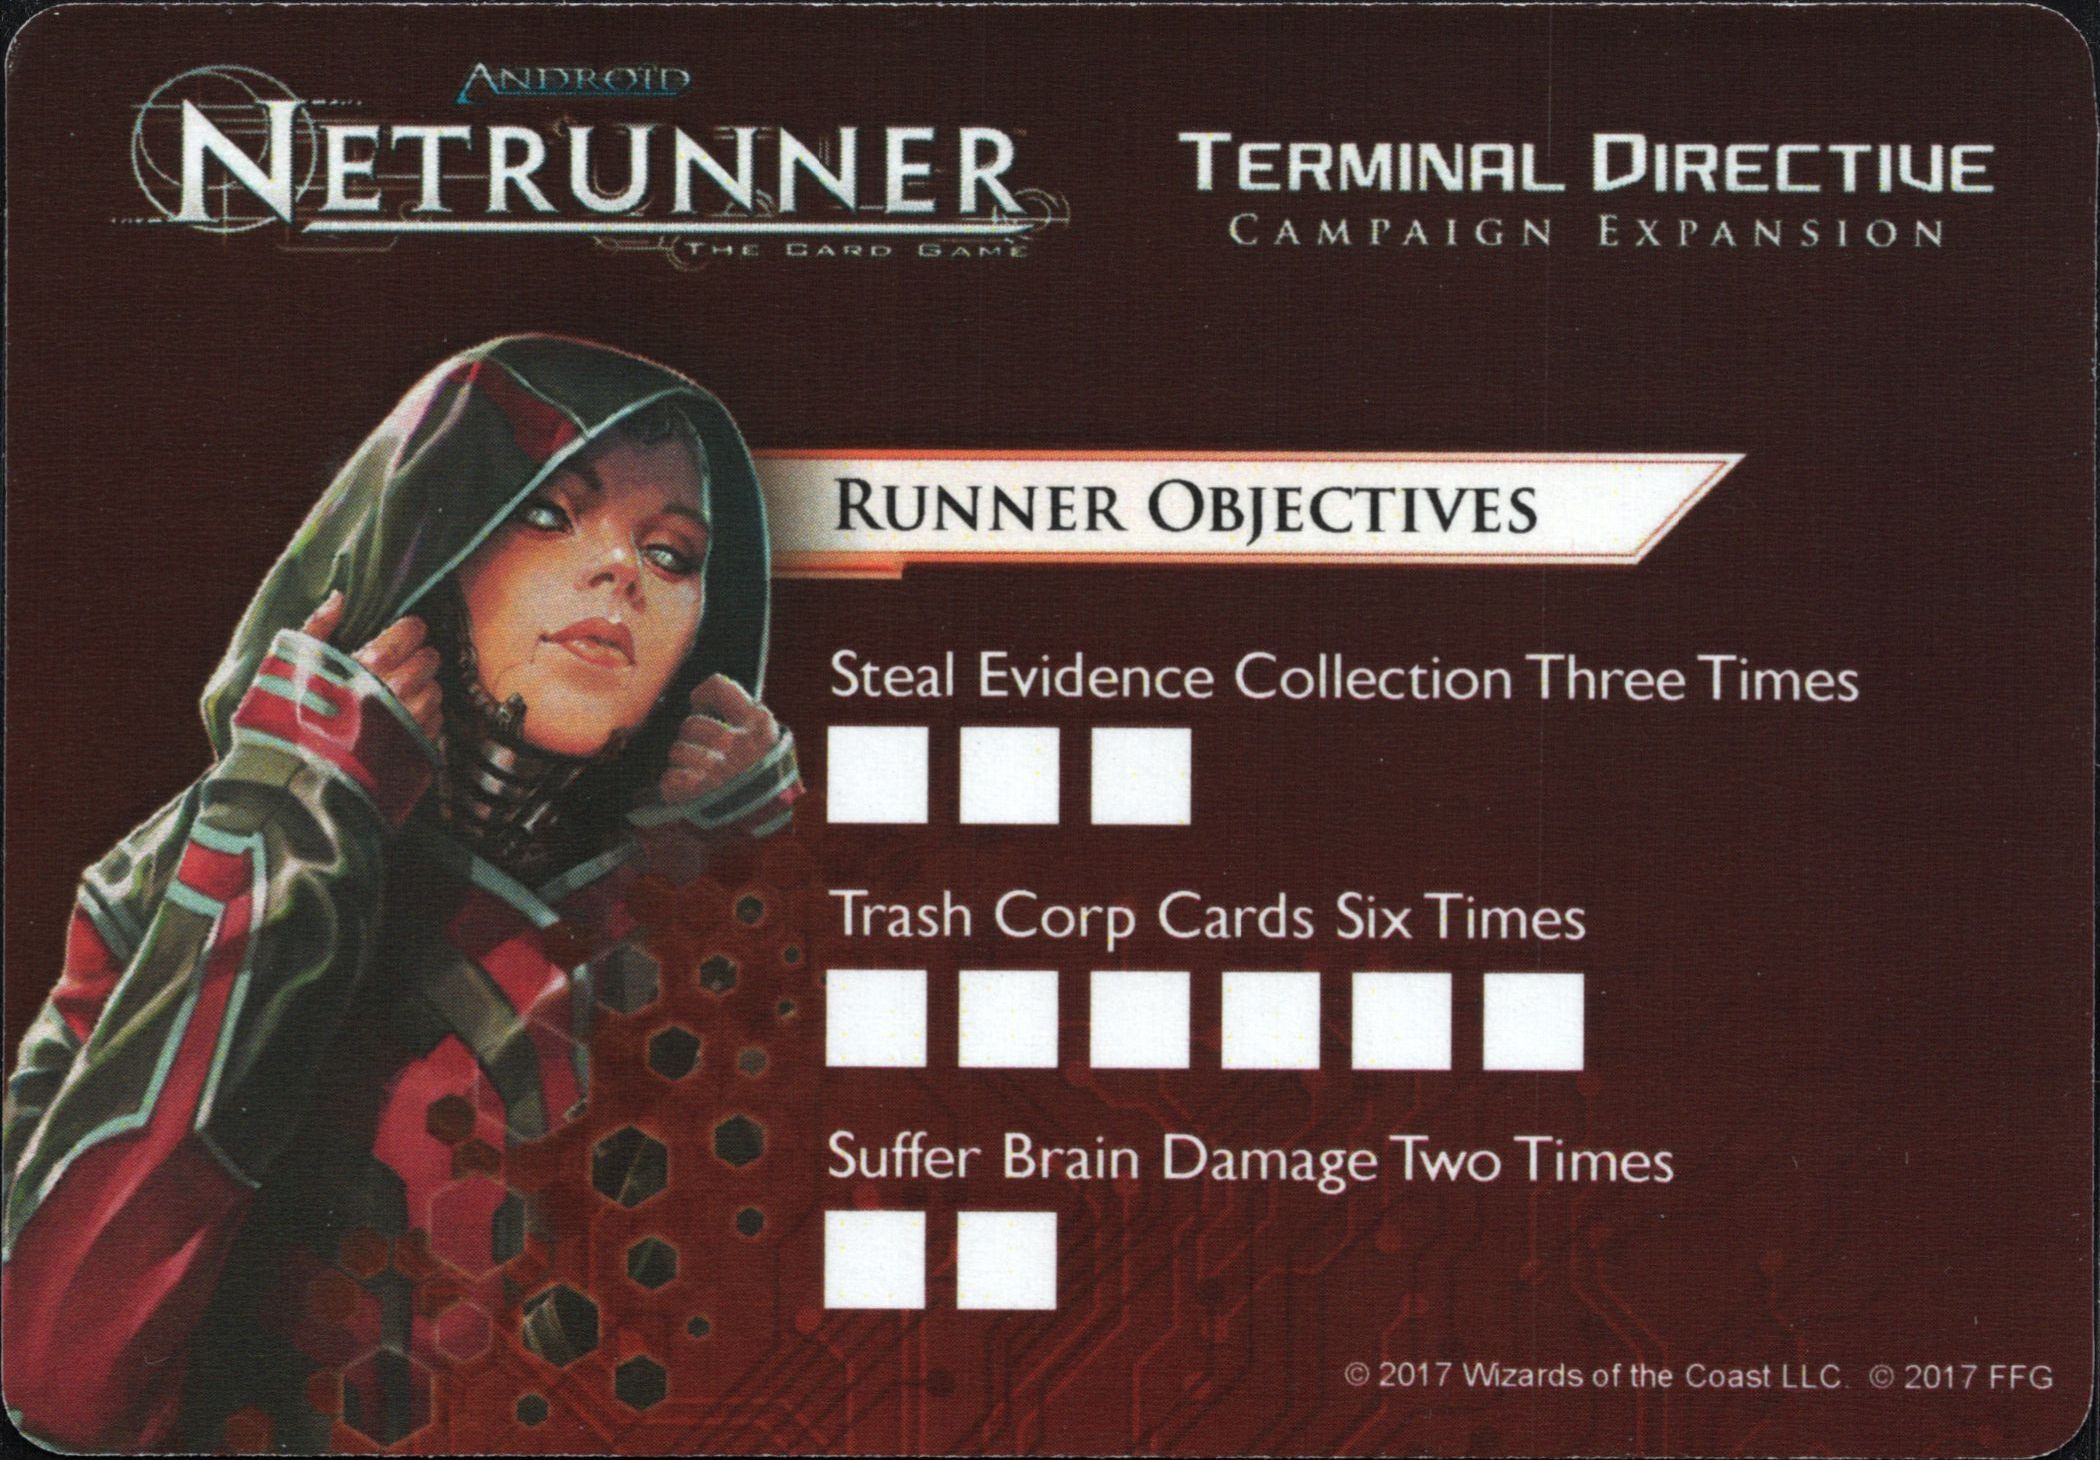 ANDROID
NETRUNNER
THE CARD GAME
TERMINAL DIRECTIVE
CAMPAIGN EXPANSION
RUNNER OBJECTIVES
Steal Evidence Collection Three Times
Trash Corp Cards Six Times
Suffer Brain Damage Two Times
© 2017 Wizards of the Coast LLC. © 2017 FFG